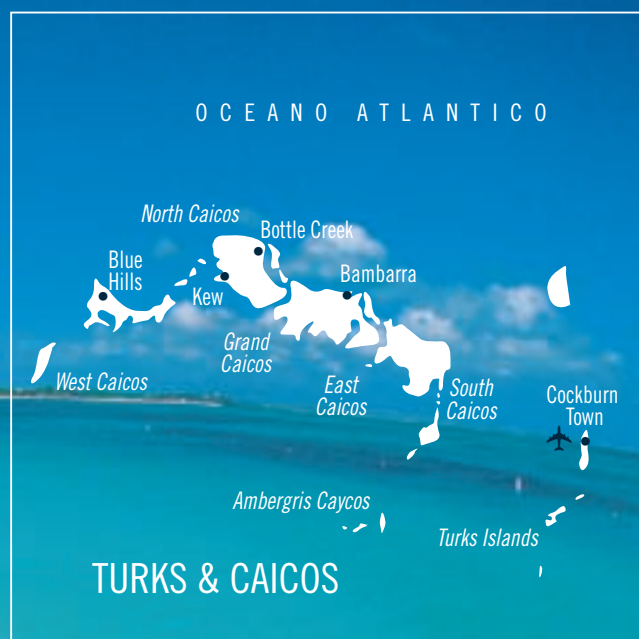 OCEANO ATLANTICO
North Caicos
Bottle Creek
Blue
Hills
Bambarra
Kew
Grand
Caicos
West Caicos
East
Caicos
South
Caicos
Cockburn
Town
Ambergris Caycos
Turks Islands
TURKS & CAICOS